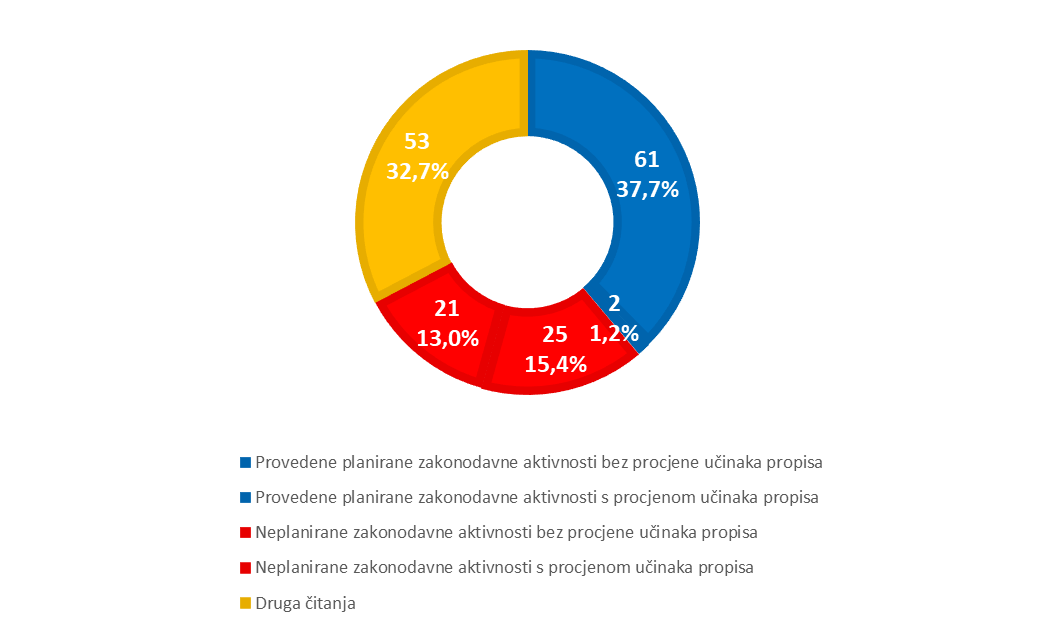 53
32,7%
61
37,7%
2
1,2%
21
13,0%
25
15,4%
Provedene planirane zakonodavne aktivnosti bez procjene učinaka propisa
Provedene planirane zakonodavne aktivnosti s procjenom učinaka propisa
Neplanirane zakonodavne aktivnosti bez procjene učinaka propisa
Neplanirane zakonodavne aktivnosti s procjenom učinaka propisa
Druga čitanja